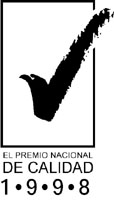 EL PREMIO NACIONAL
DE CALIDAD
1•9•9•8